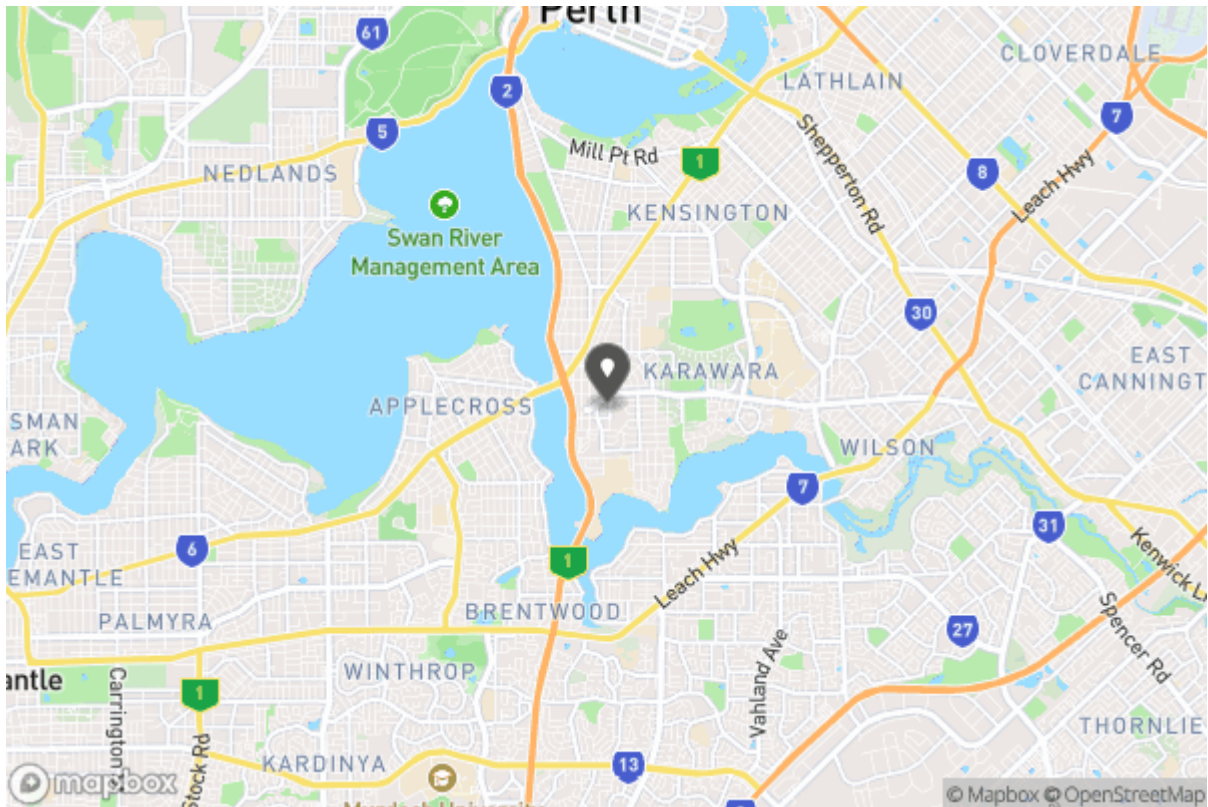 Perth
61
CLOVERDALE
LATHLAIN
2
7
5
Mill Pt Rd
Shepperton Rd
NEDLANDS
1
8
Leach Hwy
KENSINGTON
Swan River
Management Area
30
KARAWARA
EAST
CANNINGT
APPLECROSS
SMAN
ARK
WILSON
7
31
6
EAST
EMANTLE
1
Kenwick L
Leach Hwy
BRENTWOOD
PALMYRA
27
Spencer Rd
WINTHROP
Vahland Ave
antle
1
Carrington
THORNLIE
Stock Rd
KARDINYA
13
mapbox
Murdoch University
© Mapbox © OpenStreetMap